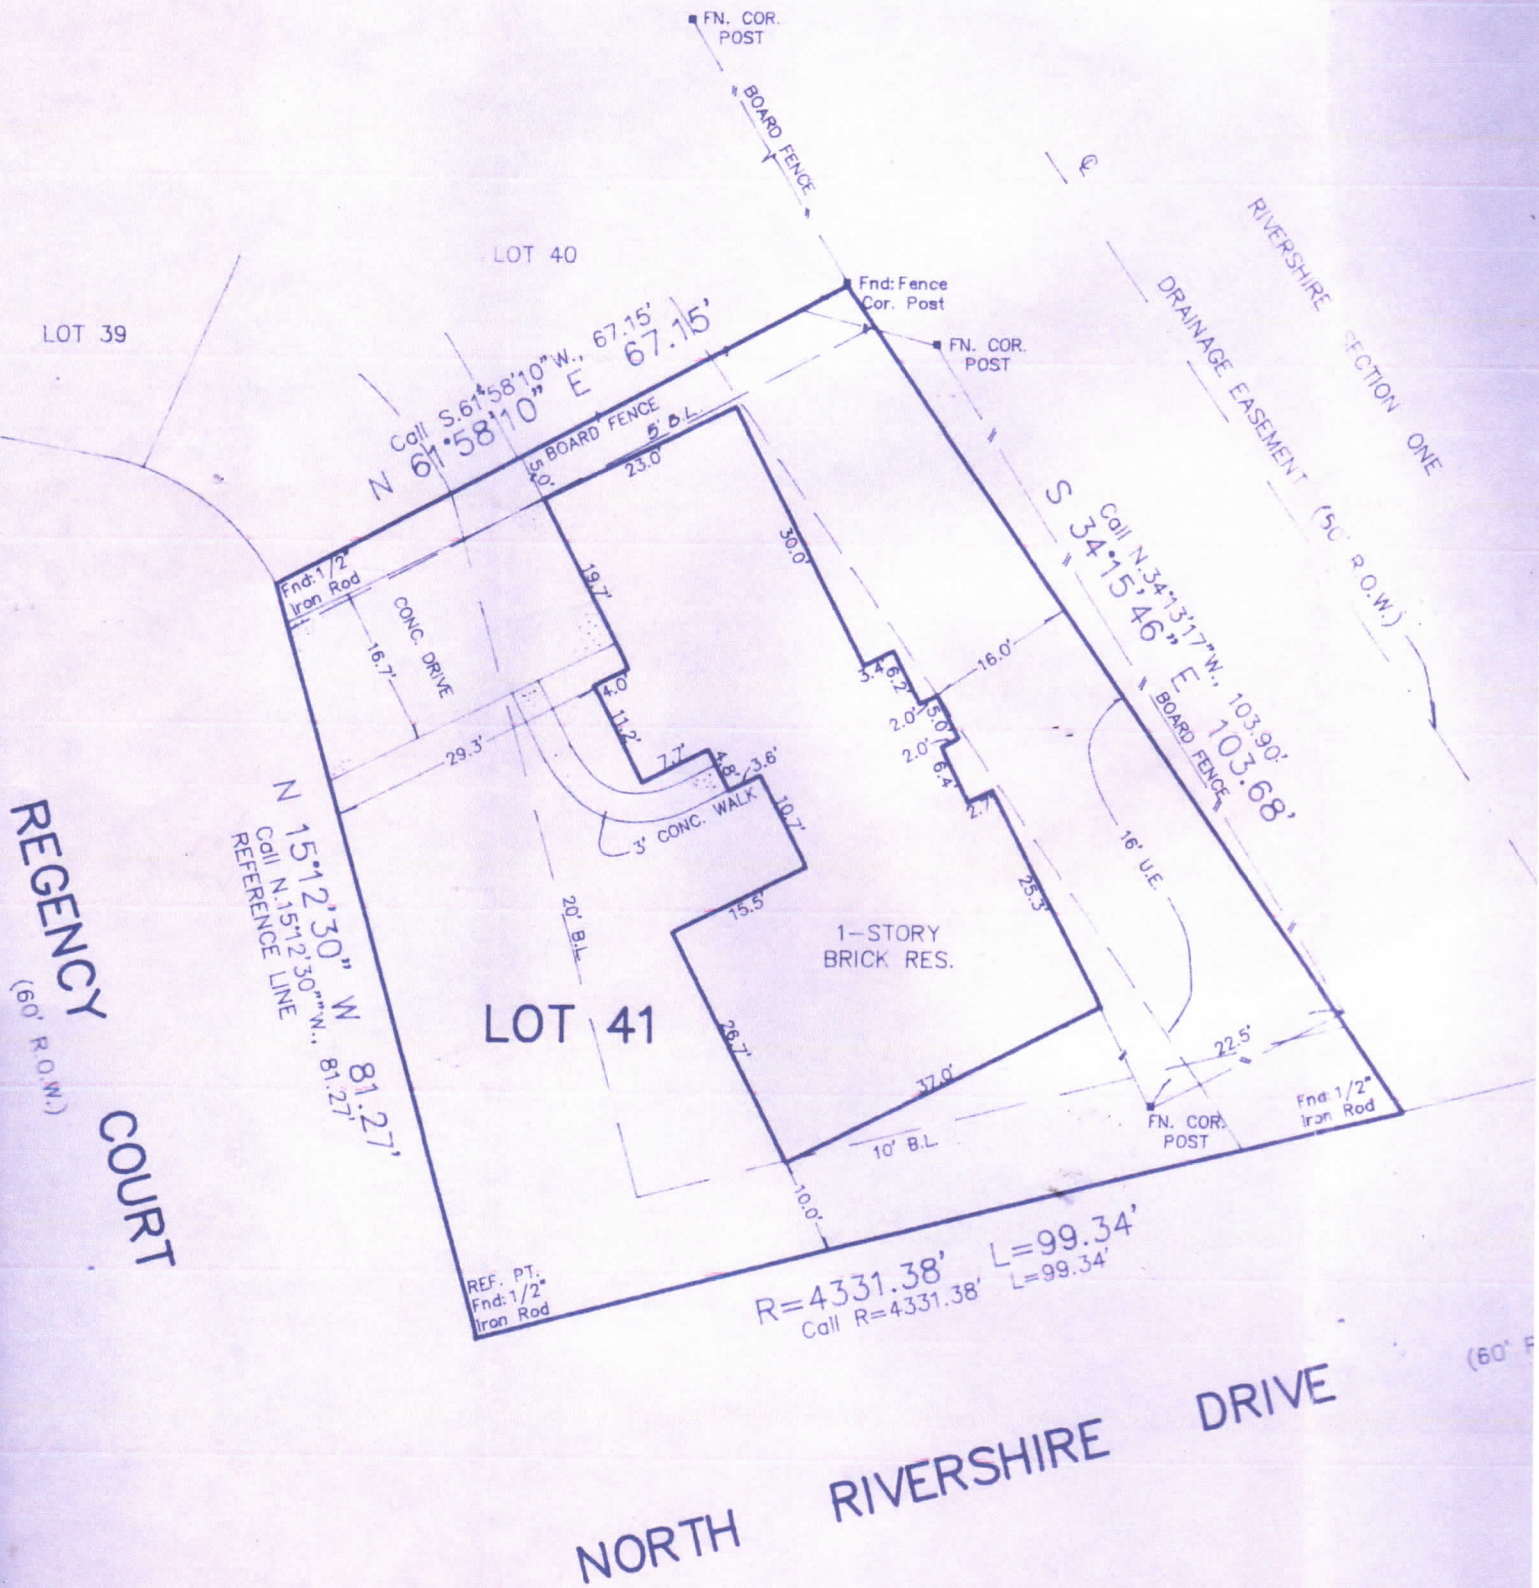 FN. COR.
POST
BOARD FENCE
℄
RIVERSHIRE SECTION ONE
DRAINAGE EASEMENT (50' R.O.W.)
LOT 40
LOT 39
Fnd: Fence
Cor. Post
FN. COR.
POST
Call S.61°58'10"W., 67.15'
N 61°58'10" E 67.15'
BOARD FENCE
5' B.L.
5.0'
23.0'
30.0'
19.7'
Call N.34°13'17"W., 103.90'
S 34°15'46" E 103.68'
BOARD FENCE
Fnd: 1/2"
Iron Rod
CONC. DRIVE
16.7'
29.3'
4.0'
11.2'
7.7'
4.8'
3.6'
10.7'
3' CONC. WALK
15.5'
6.2'
2.0'
5.0'
2.0'
6.4'
2.7'
16.0'
25.3'
16' U.E.
1-STORY
BRICK RES.
20' B.L.
LOT 41
26.7'
37.0'
22.5'
N 15°12'30" W 81.27'
Call N.15°12'30""W., 81.27'
REFERENCE LINE
REGENCY COURT
(60' R.O.W.)
10' B.L.
10.0'
FN. COR.
POST
Fnd: 1/2"
Iron Rod
REF. PT.
Fnd: 1/2"
Iron Rod
R=4331.38' L=99.34'
Call R=4331.38' L=99.34'
NORTH RIVERSHIRE DRIVE
(60'